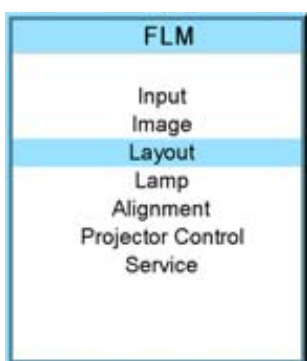 FLM
Input
Image
Layout
Lamp
Alignment
Projector Control
Service